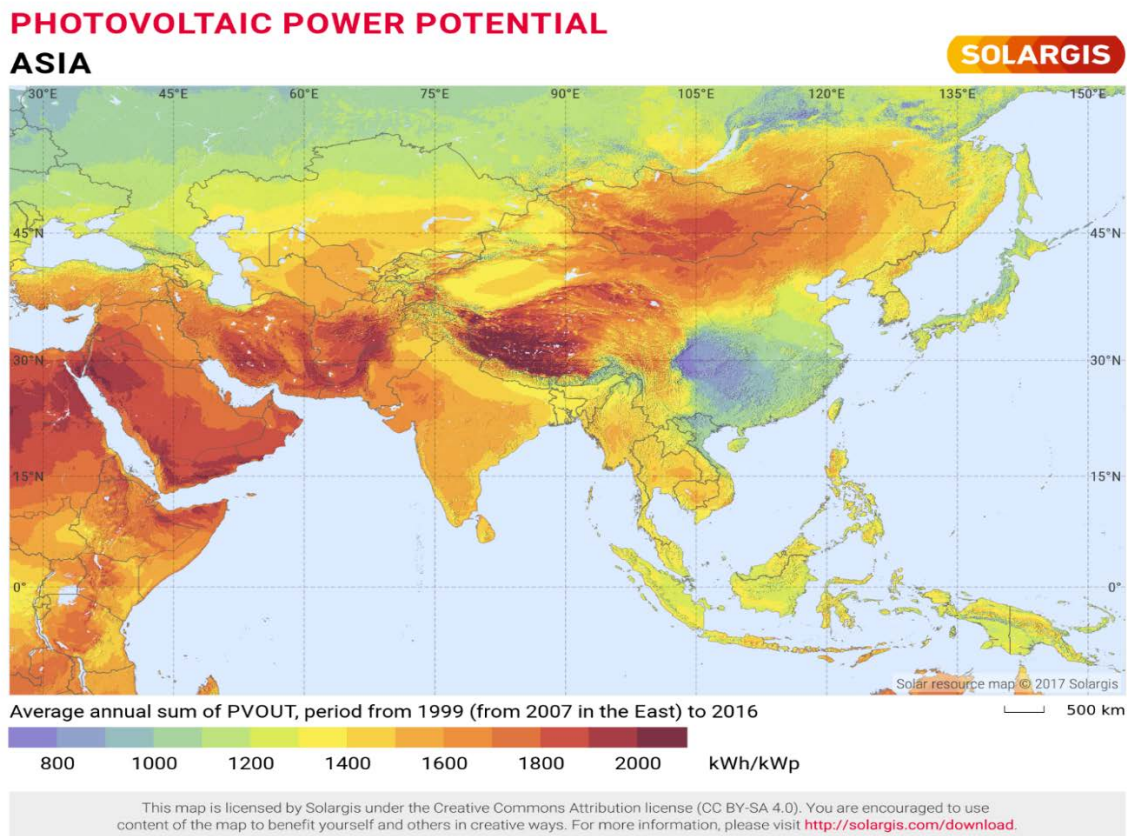 PHOTOVOLTAIC POWER POTENTIAL
ASIA
SOLARGIS
30°E 45°E 60°E 75°E 90°E 105°E 120°E 135°E 150°E
45°N 45°N
30°N 30°N
15°N 15°N
0° 0°
Solar resource map © 2017 Solargis
Average annual sum of PVOUT, period from 1999 (from 2007 in the East) to 2016
500 km
800 1000 1200 1400 1600 1800 2000 kWh/kWp
This map is licensed by Solargis under the Creative Commons Attribution license (CC BY-SA 4.0). You are encouraged to use
content of the map to benefit yourself and others in creative ways. For more information, please visit http://solargis.com/download.